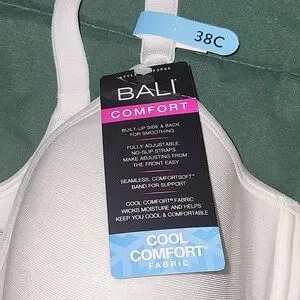 38C
BALI
COMFORT
BUILT-UP SIDE & BACK
FOR SMOOTHING
FULLY ADJUSTABLE,
NO-SLIP STRAPS
MAKE ADJUSTING FROM
THE FRONT EASY
SEAMLESS, COMFORTSOFT™
BAND FOR SUPPORT
COOL COMFORT® FABRIC
WICKS MOISTURE AND HELPS
KEEP YOU COOL & COMFORTABLE
COOL
COMFORT®
FABRIC